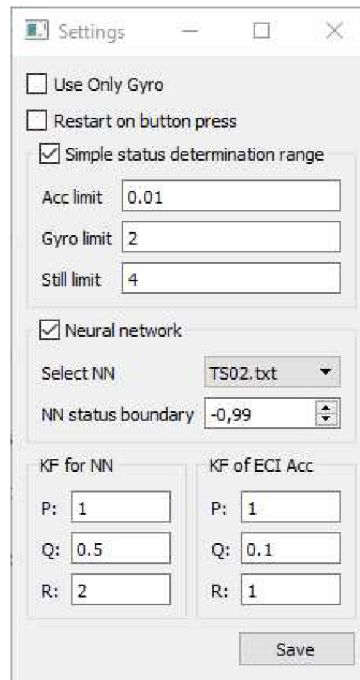 Settings
Use Only Gyro
Restart on button press
Simple status determination range
Acc limit 0.01
Gyro limit 2
Still limit 4
Neural network
Select NN TS02.txt
NN status boundary -0,99
KF for NN KF of ECI Acc
P: 1 P: 1
Q: 0.5 Q: 0.1
R: 2 R: 1
Save